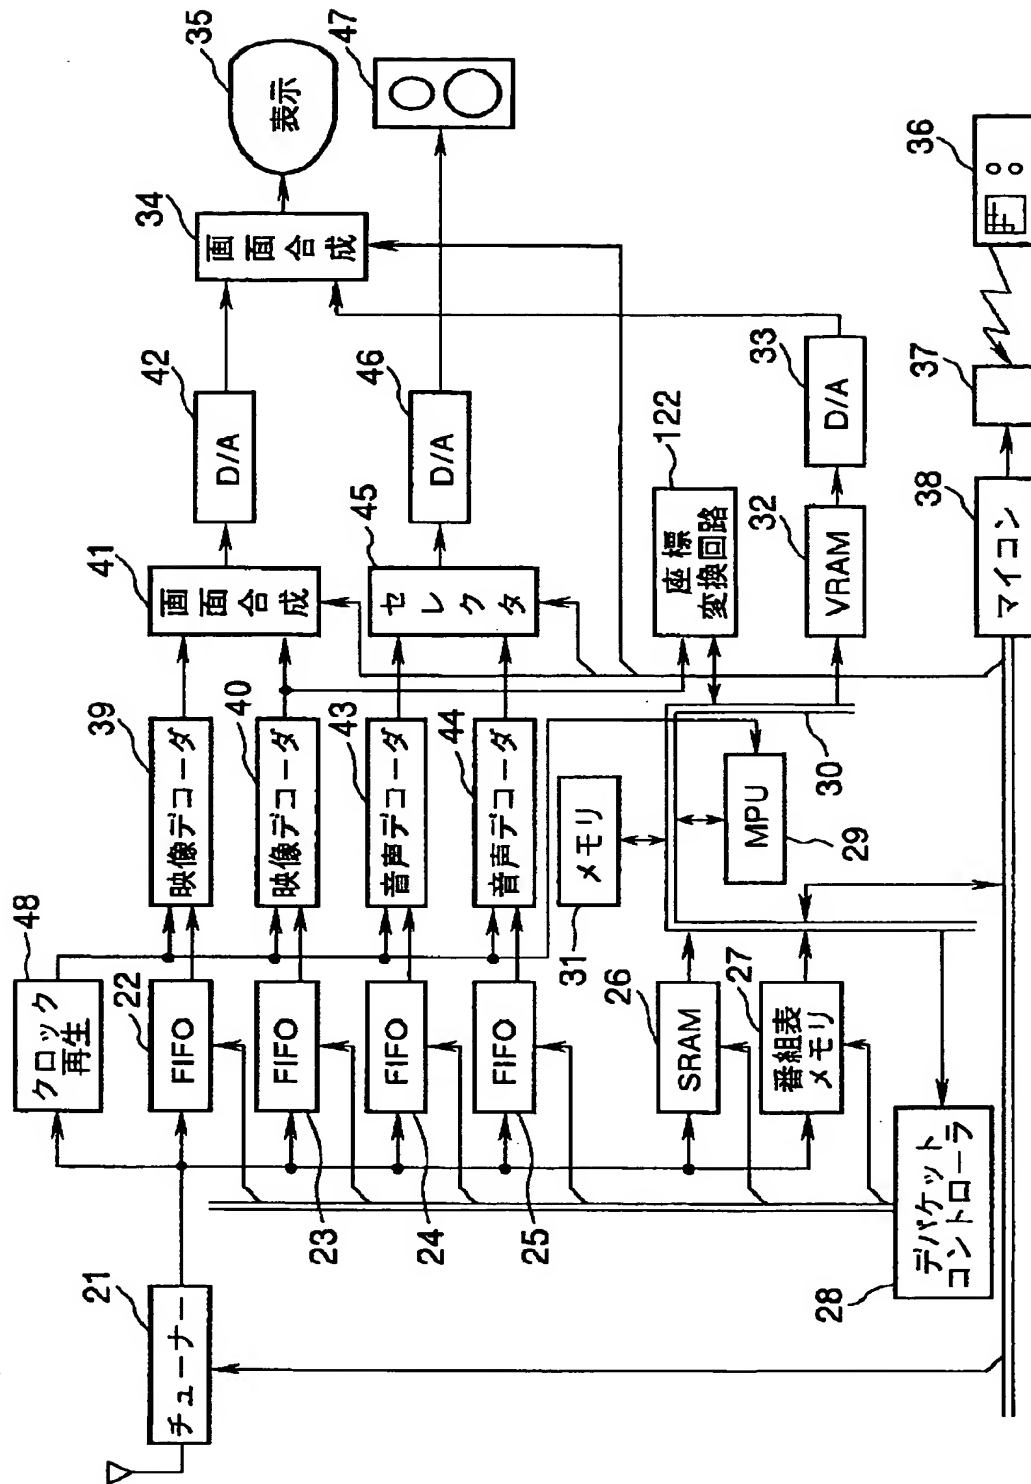 チューナー
21
クロック
再生
48
FIFO
22
FIFO
23
FIFO
24
FIFO
25
SRAM
26
番組表
メモリ
27
デパケット
コントローラ
28
映像デコーダ
39
映像デコーダ
40
音声デコーダ
43
音声デコーダ
44
メモリ
31
MPU
29
30
画面合成
41
セレクタ
45
座標
変換回路
122
VRAM
32
マイコン
38
D/A
42
D/A
46
D/A
33
37
画面合成
34
表示
35
47
36